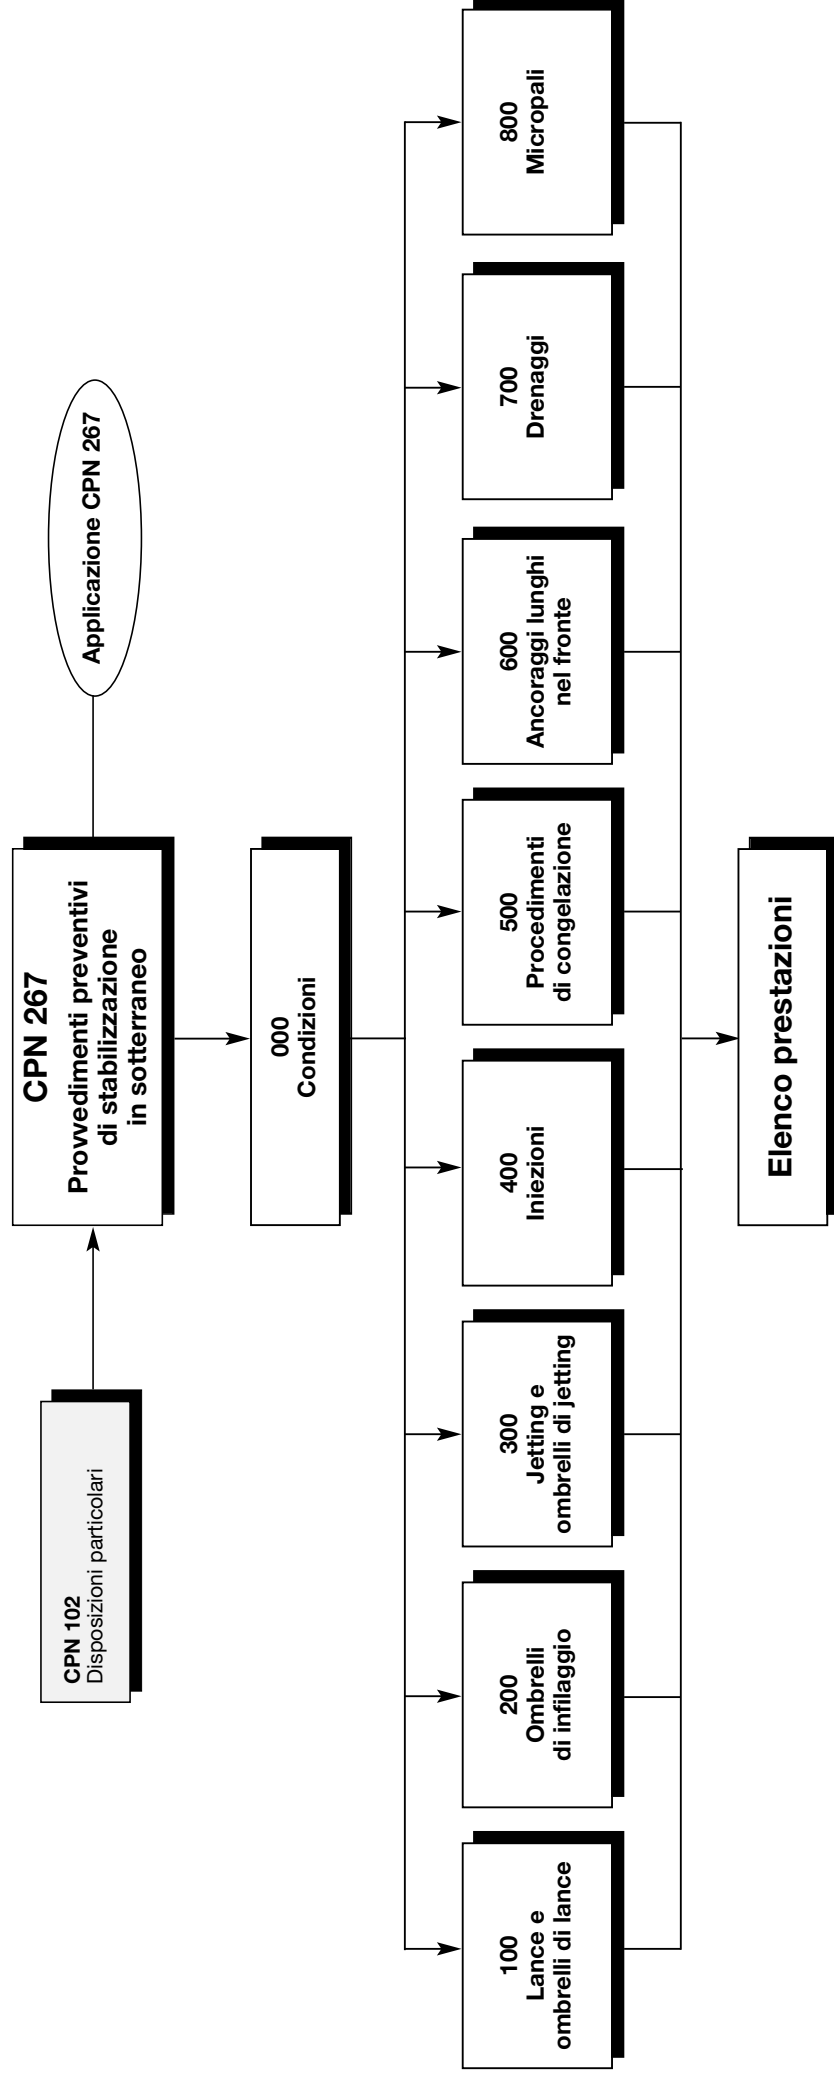 CPN 102
Disposizioni particolari
CPN 267
Provvedimenti preventivi
di stabilizzazione
in sotterraneo
Applicazione CPN 267
000
Condizioni
100
Lance e
ombrelli di lance
200
Ombrelli
di infilaggio
300
Jetting e
ombrelli di jetting
400
Iniezioni
500
Procedimenti
di congelazione
600
Ancoraggi lunghi
nel fronte
700
Drenaggi
800
Micropali
Elenco prestazioni